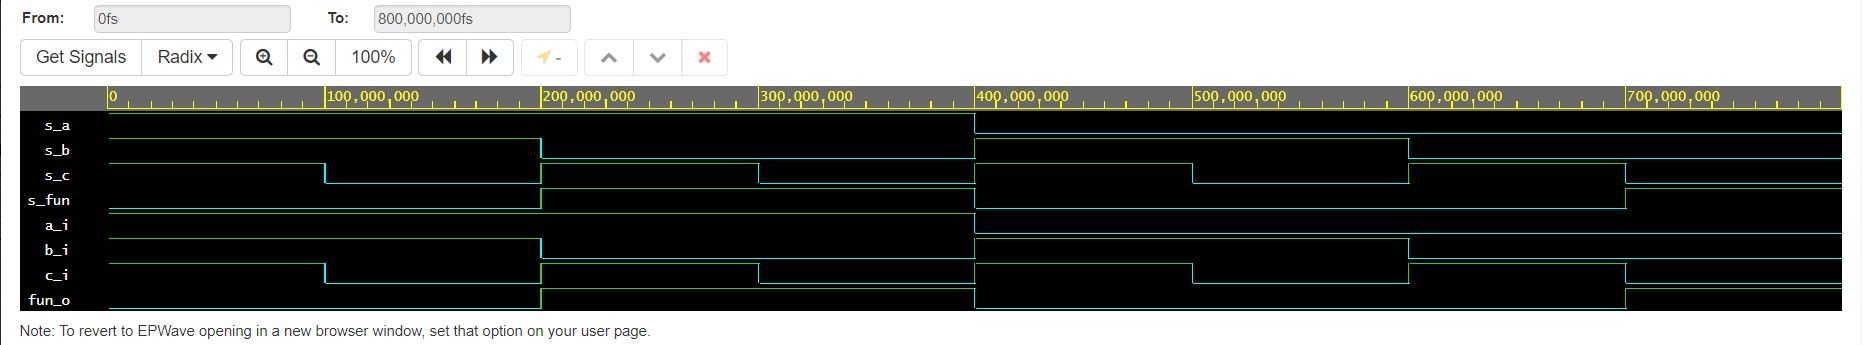 From: 0fs To: 800,000,000fs
Get Signals Radix 100% -
0 100,000,000 200,000,000 300,000,000 400,000,000 500,000,000 600,000,000 700,000,000
s_a
s_b
s_c
s_fun
a_i
b_i
c_i
fun_o
Note: To revert to EPWave opening in a new browser window, set that option on your user page.